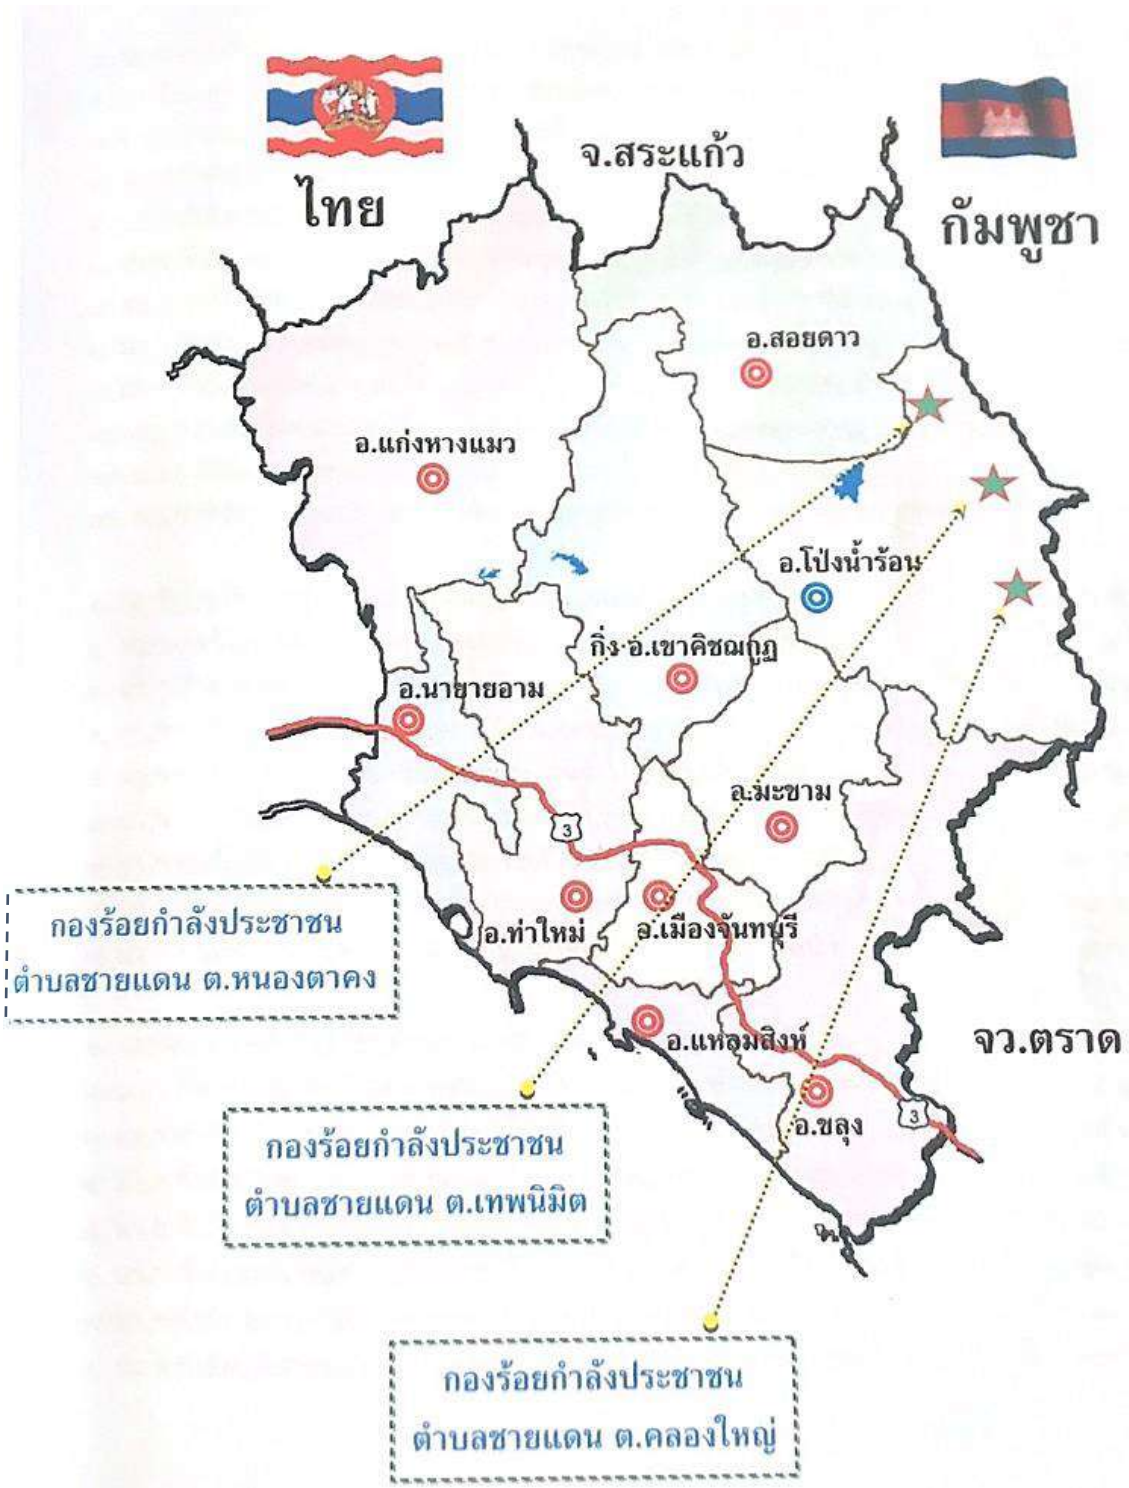 จ.สระแก้ว
ไทย
กัมพูชา
อ.สอยดาว
อ.แก่งหางแมว
อ.โป่งน้ำร้อน
กิ่ง อ.เขาคิชฌกูฏ
อ.นายายอาม
อ.มะขาม
3
อ.ท่าใหม่
อ.เมืองจันทบุรี
กองร้อยกำลังประชาชน
ตำบลชายแดน ต.หนองตาคง
อ.แหลมสิงห์
จว.ตราด
อ.ขลุง
3
กองร้อยกำลังประชาชน
ตำบลชายแดน ต.เทพนิมิต
กองร้อยกำลังประชาชน
ตำบลชายแดน ต.คลองใหญ่